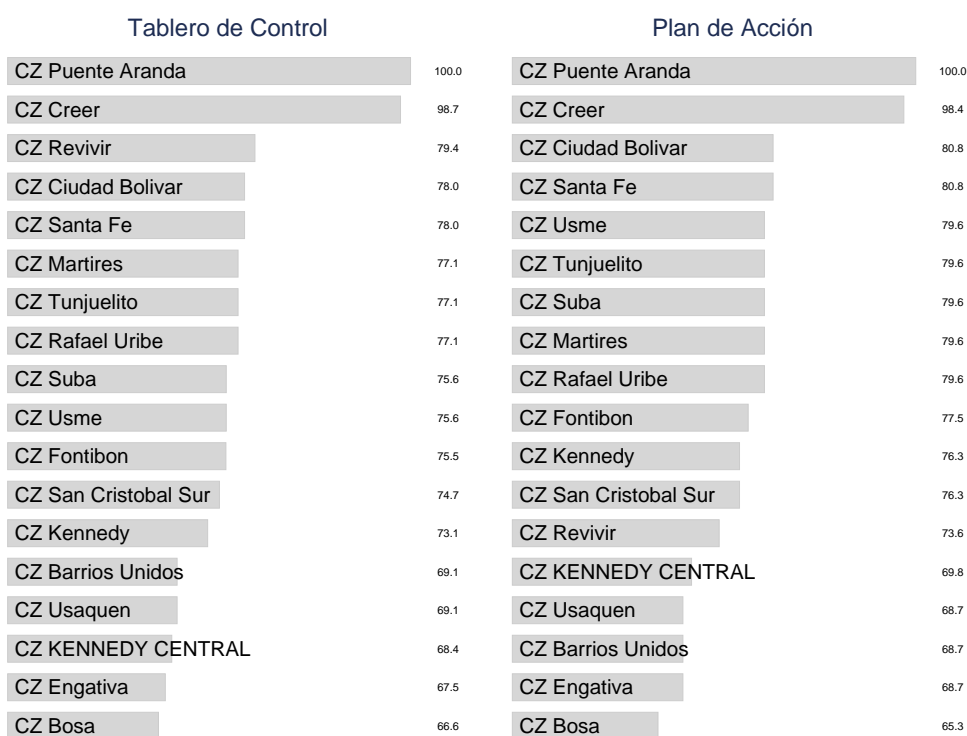 Tablero de Control
CZ Puente Aranda 100.0
CZ Creer 98.7
CZ Revivir 79.4
CZ Ciudad Bolivar 78.0
CZ Santa Fe 78.0
CZ Martires 77.1
CZ Tunjuelito 77.1
CZ Rafael Uribe 77.1
CZ Suba 75.6
CZ Usme 75.6
CZ Fontibon 75.5
CZ San Cristobal Sur 74.7
CZ Kennedy 73.1
CZ Barrios Unidos 69.1
CZ Usaquen 69.1
CZ KENNEDY CENTRAL 68.4
CZ Engativa 67.5
CZ Bosa 66.6
Plan de Acción
CZ Puente Aranda 100.0
CZ Creer 98.4
CZ Ciudad Bolivar 80.8
CZ Santa Fe 80.8
CZ Usme 79.6
CZ Tunjuelito 79.6
CZ Suba 79.6
CZ Martires 79.6
CZ Rafael Uribe 79.6
CZ Fontibon 77.5
CZ Kennedy 76.3
CZ San Cristobal Sur 76.3
CZ Revivir 73.6
CZ KENNEDY CENTRAL 69.8
CZ Usaquen 68.7
CZ Barrios Unidos 68.7
CZ Engativa 68.7
CZ Bosa 65.3